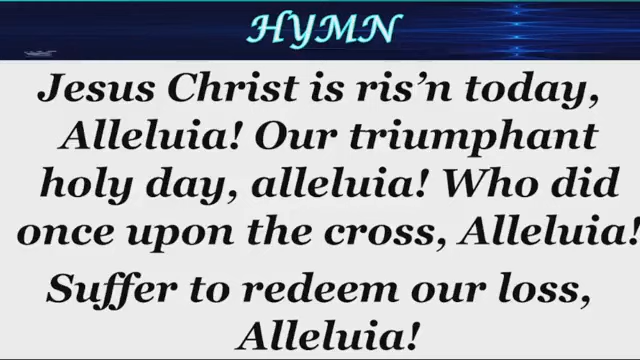 HYMN
Jesus Christ is ris’n today,
Alleluia! Our triumphant
holy day, alleluia! Who did
once upon the cross, Alleluia!
Suffer to redeem our loss,
Alleluia!